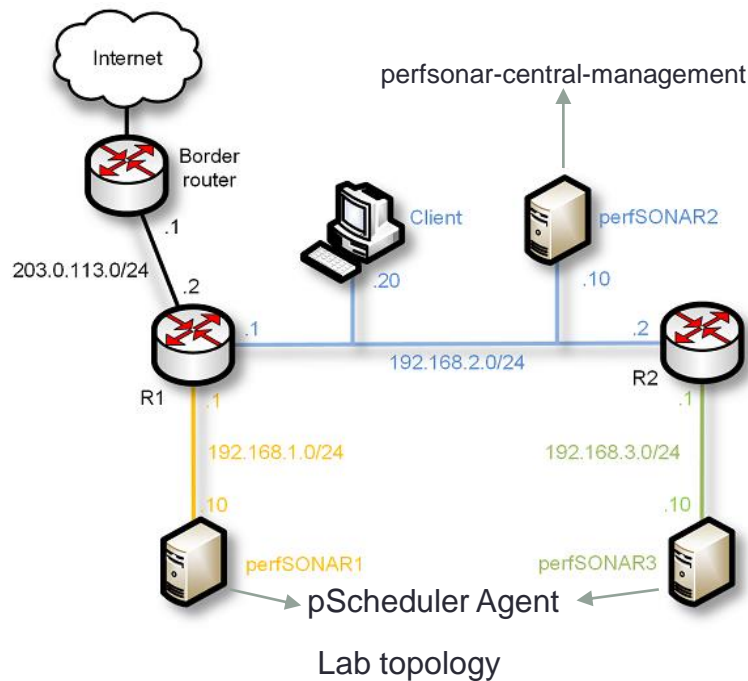 Internet
perfsonar-central-management
Border
router
.1
Client
perfSONAR2
203.0.113.0/24
.2
.20
.10
.1
.2
192.168.2.0/24
R1
R2
.1
.1
192.168.1.0/24
192.168.3.0/24
.10
.10
perfSONAR1
perfSONAR3
pScheduler Agent
Lab topology